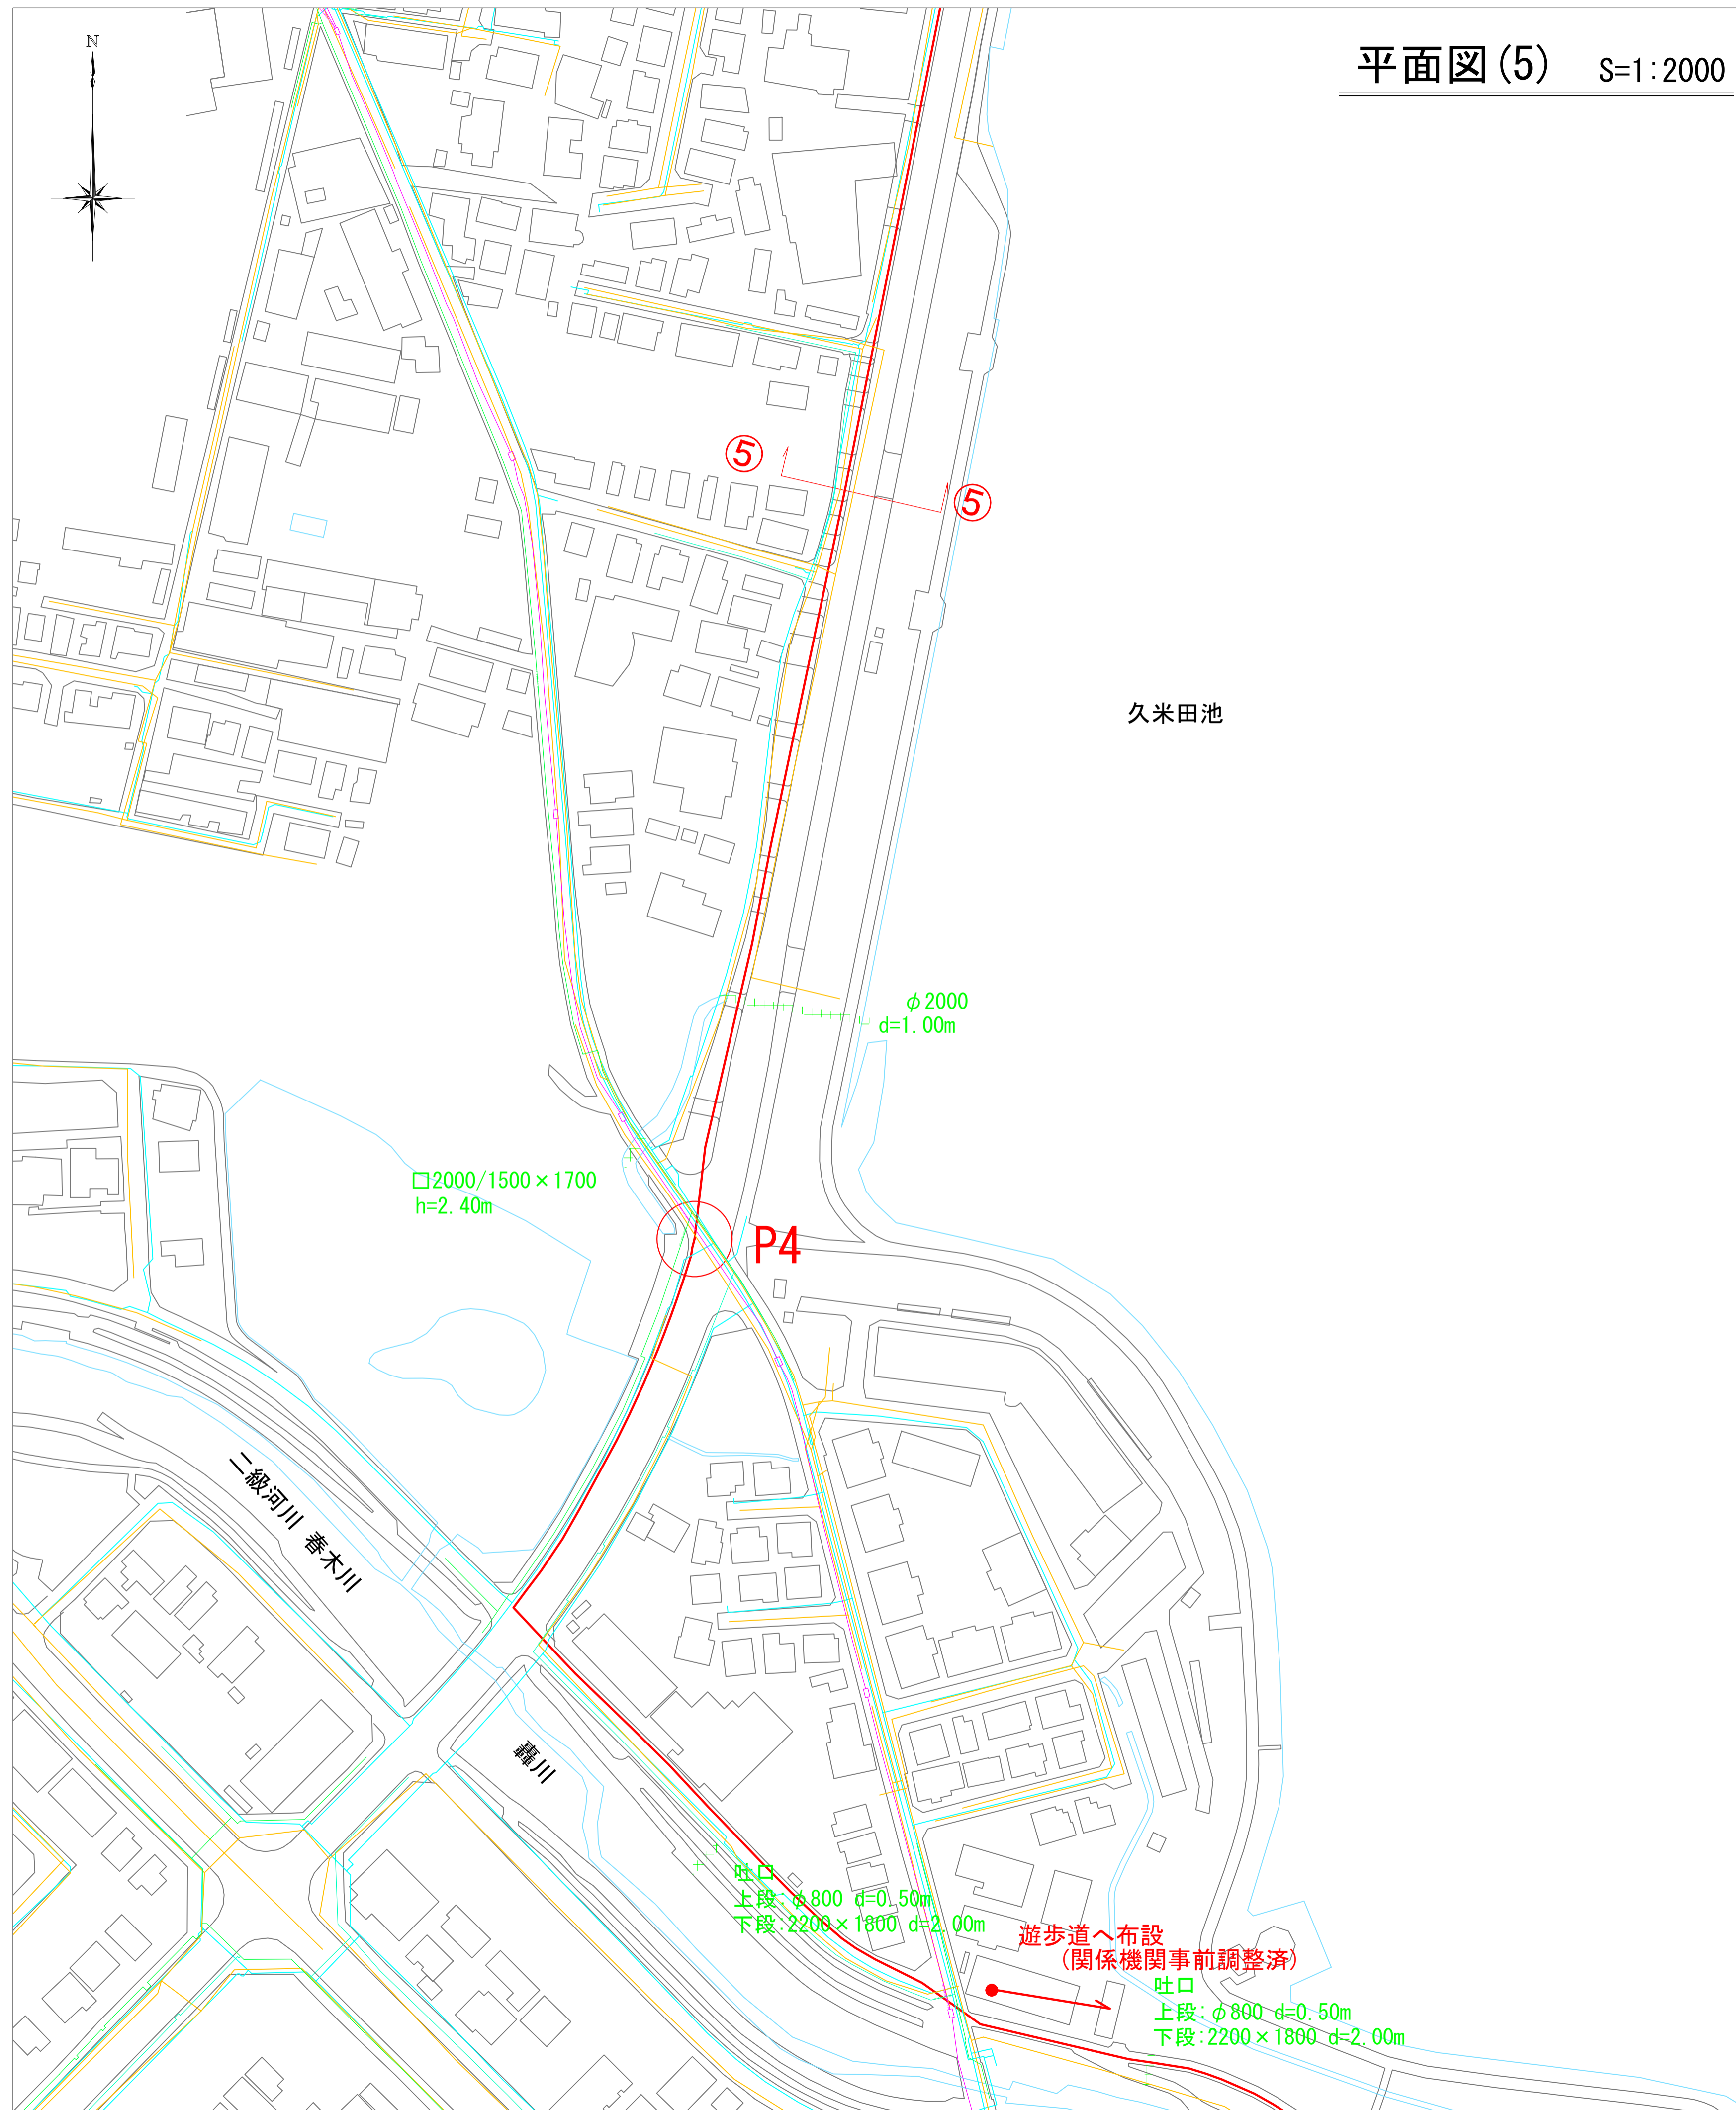 平面図(5) S=1:2000
N
⑤
⑤
久米田池
φ2000
d=1.00m
□2000/1500×1700
h=2.40m
P4
二級河川 春木川
轟川
吐口
上段:φ800 d=0.50m
下段:2200×1800 d=2.00m
遊歩道へ布設
(関係機関事前調整済)
吐口
上段:φ800 d=0.50m
下段:2200×1800 d=2.00m